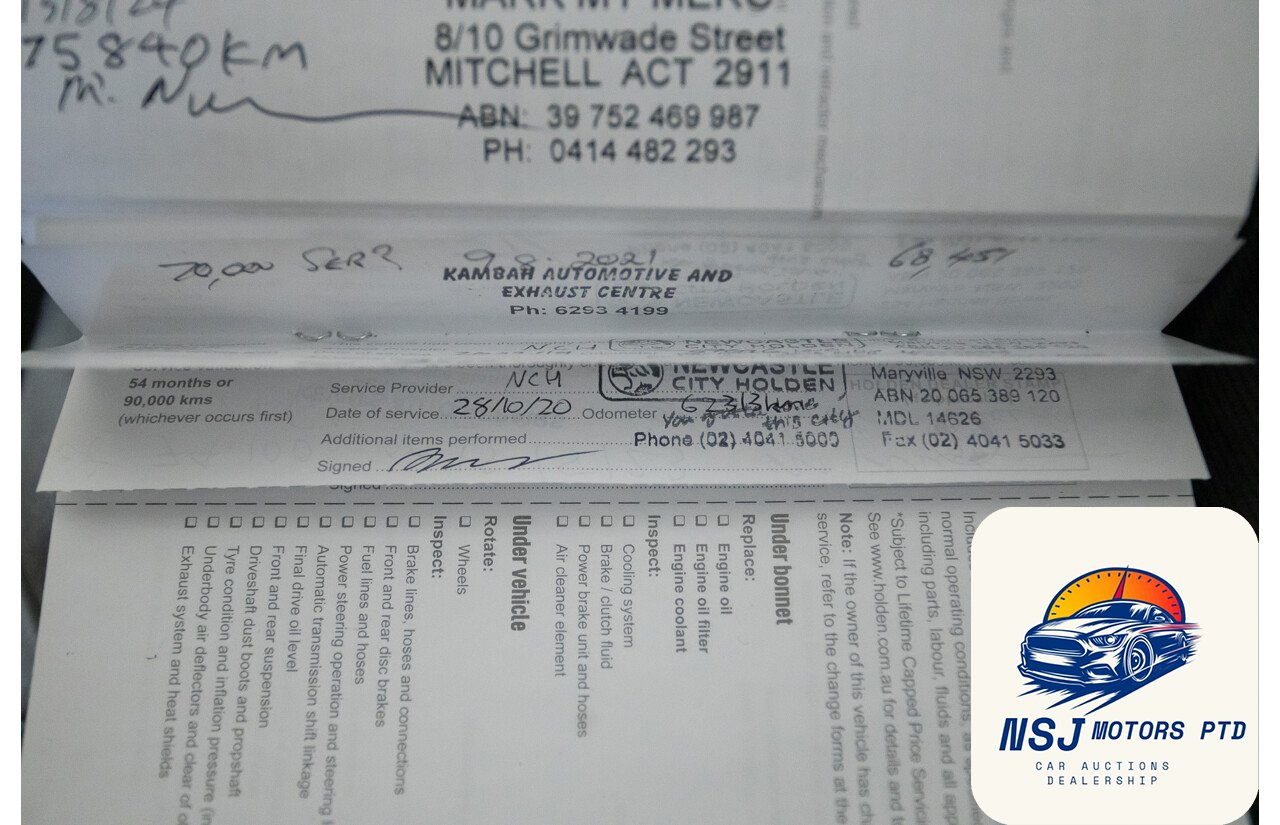 75840KM
8/10 Grimwade Street
MITCHELL ACT 2911
ABN: 39 752 469 987
PH: 0414 482 293
70,000 SER 9.8.2021 68,451
KAMBAH AUTOMOTIVE AND
EXHAUST CENTRE
Ph: 6293 4199
54 months or
90,000 kms
(whichever occurs first)
Service Provider NCH
NEWCASTLE
CITY HOLDEN
Maryville NSW 2293
ABN 20 065 389 120
MDL 14626
Fax (02) 4041 5033
Date of service 28/10/20 Odometer
Additional items performed
Phone (02) 4041
Signed
Signed
normal operating conditions, as
including parts, labour, fluids and all
*Subject to Lifetime Capped Price
See www.holden.com.au for details and
Note: If the owner of this vehicle has
service, refer to the change forms at the
Under bonnet
Replace:
❑ Engine oil
❑ Engine oil filter
❑ Engine coolant
Inspect:
❑ Cooling system
❑ Brake / clutch fluid
❑ Power brake unit and hoses
❑ Air cleaner element
Under vehicle
Rotate:
❑ Wheels
Inspect:
❑ Brake lines, hoses and connections
❑ Front and rear disc brakes
❑ Power steering operation and steering
❑ Fuel lines and hoses
❑ Automatic transmission shift linkage
❑ Final drive oil level
❑ Front and rear suspension
❑ Driveshaft dust boots and propshaft
❑ Tyre condition and inflation pressure
❑ Underbody air deflectors and clear of
❑ Exhaust system and heat shields
NSJ MOTORS PTD
CAR AUCTIONS
DEALERSHIP